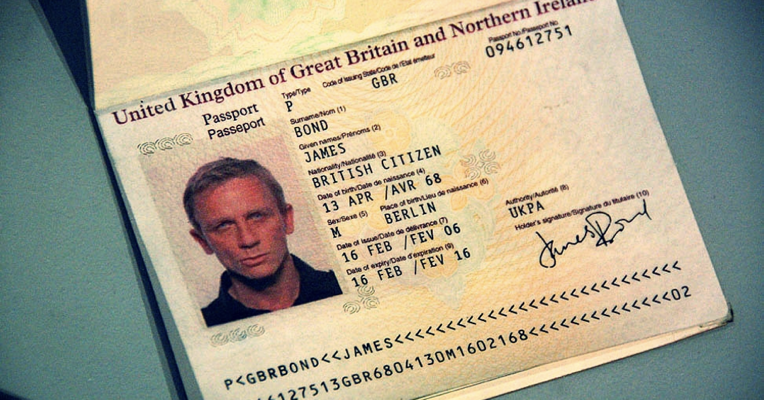 United Kingdom of Great Britain and Northern Ireland
Passport
Passeport
Type/Type
Code of Issuing State/Code de l'Etat émetteur
Passport No./Passeport No.
P
GBR
094612751
Surname/Nom (1)
BOND
Given names/Prénoms (2)
JAMES
Nationality/Nationalité (3)
BRITISH CITIZEN
Date of birth/Date de naissance (4)
13 APR /AVR 68
Sex/Sexe (5)
Place of birth/Lieu de naissance (6)
M
BERLIN
Date of issue/Date de délivrance (7)
Authority/Autorité (8)
16 FEB /FEV 06
UKPA
Date of expiry/Date d'expiration (9)
Holder's signature/Signature du titulaire (10)
16 FEB /FEV 16
James Bond
P<GBRBOND<<JAMES<<<<<<<<<<<<<<<<<<<<<<<<<<<<
46127513GBR6804130M1602168<<<<<<<<<<<<<<02